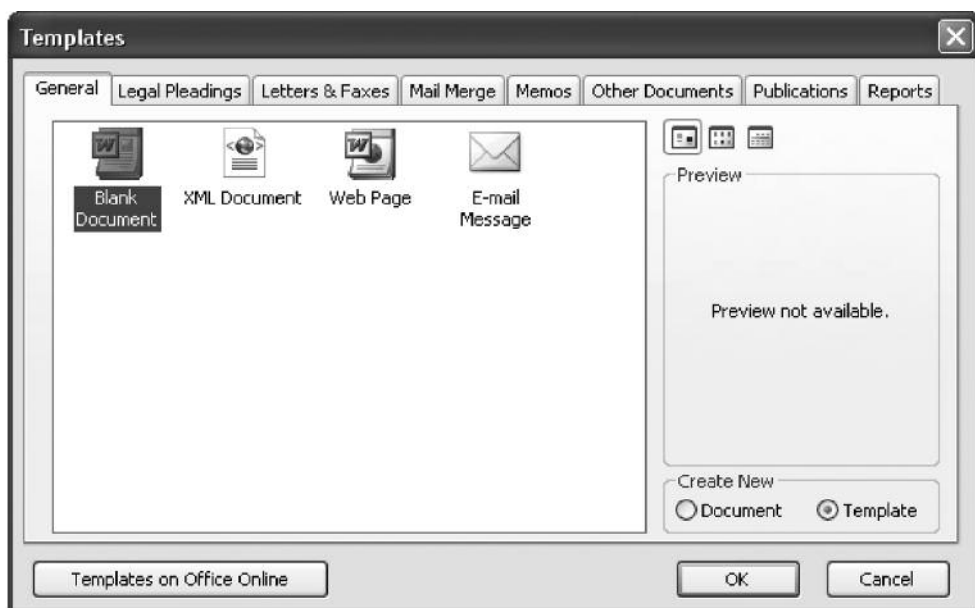 Templates
General Legal Pleadings Letters & Faxes Mail Merge Memos Other Documents Publications Reports
Blank
Document
XML Document
Web Page
E-mail
Message
Preview
Preview not available.
Create New
Document Template
Templates on Office Online OK Cancel